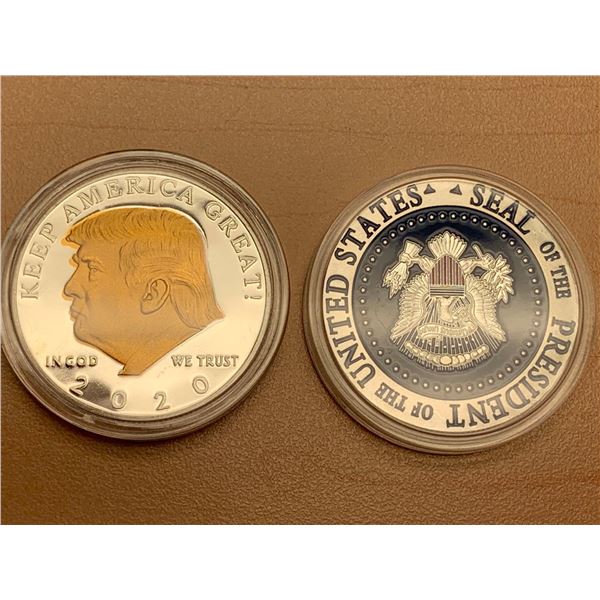 KEEP AMERICA GREAT!
IN GOD WE TRUST
2020
SEAL OF THE PRESIDENT OF THE UNITED STATES